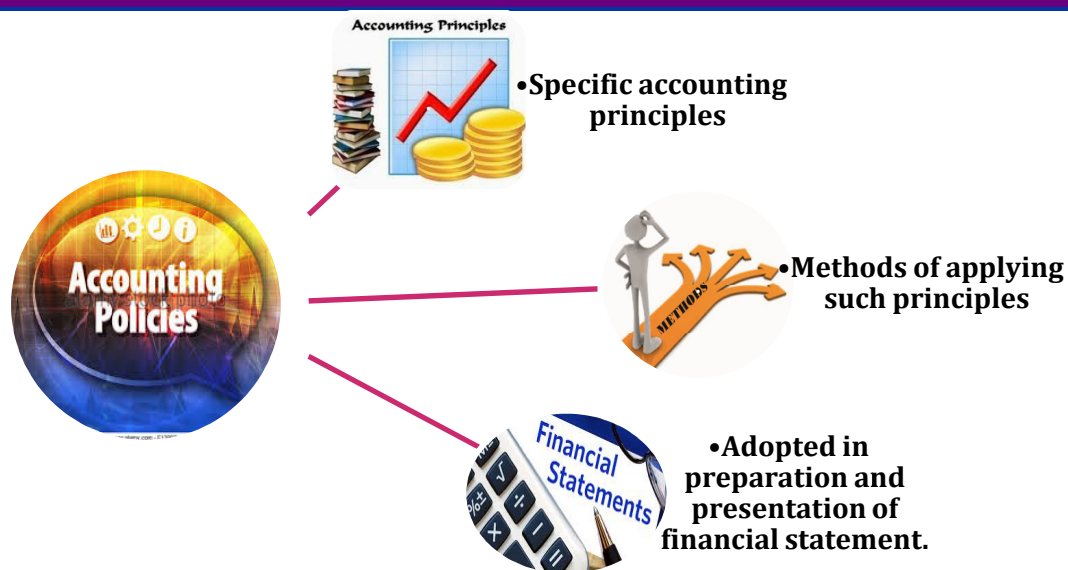 Accounting Principles
•Specific accounting
principles
Accounting
Policies
METHODS
•Methods of applying
such principles
Financial
Statements
•Adopted in
preparation and
presentation of
financial statement.